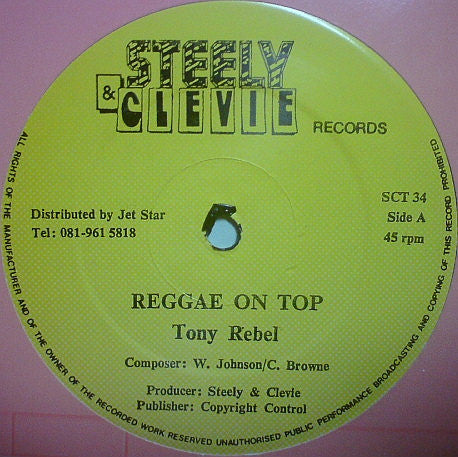 STEELY
& CLEVIE
RECORDS
Distributed by Jet Star
Tel: 081-961 5818
SCT 34
Side A
45 rpm
REGGAE ON TOP
Tony Rebel
Composer: W. Johnson/C. Browne
Producer: Steely & Clevie
Publisher: Copyright Control
ALL RIGHTS OF THE MANUFACTURER AND OF THE OWNER OF THE RECORDED WORK RESERVED UNAUTHORISED PUBLIC PERFORMANCE BROADCASTING AND COPYING OF THIS RECORD PROHIBITED